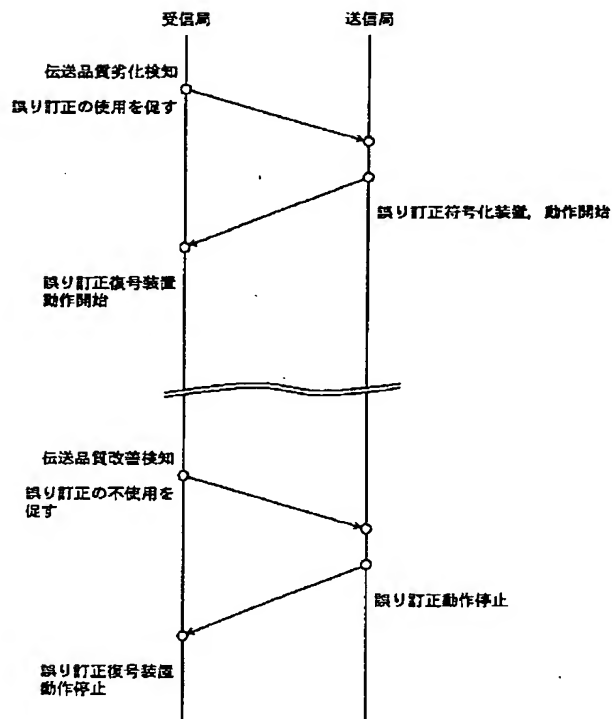 受信局
送信局
伝送品質劣化検知
誤り訂正の使用を促す
誤り訂正符号化装置，動作開始
誤り訂正復号装置
動作開始
伝送品質改善検知
誤り訂正の不使用を
促す
誤り訂正動作停止
誤り訂正復号装置
動作停止